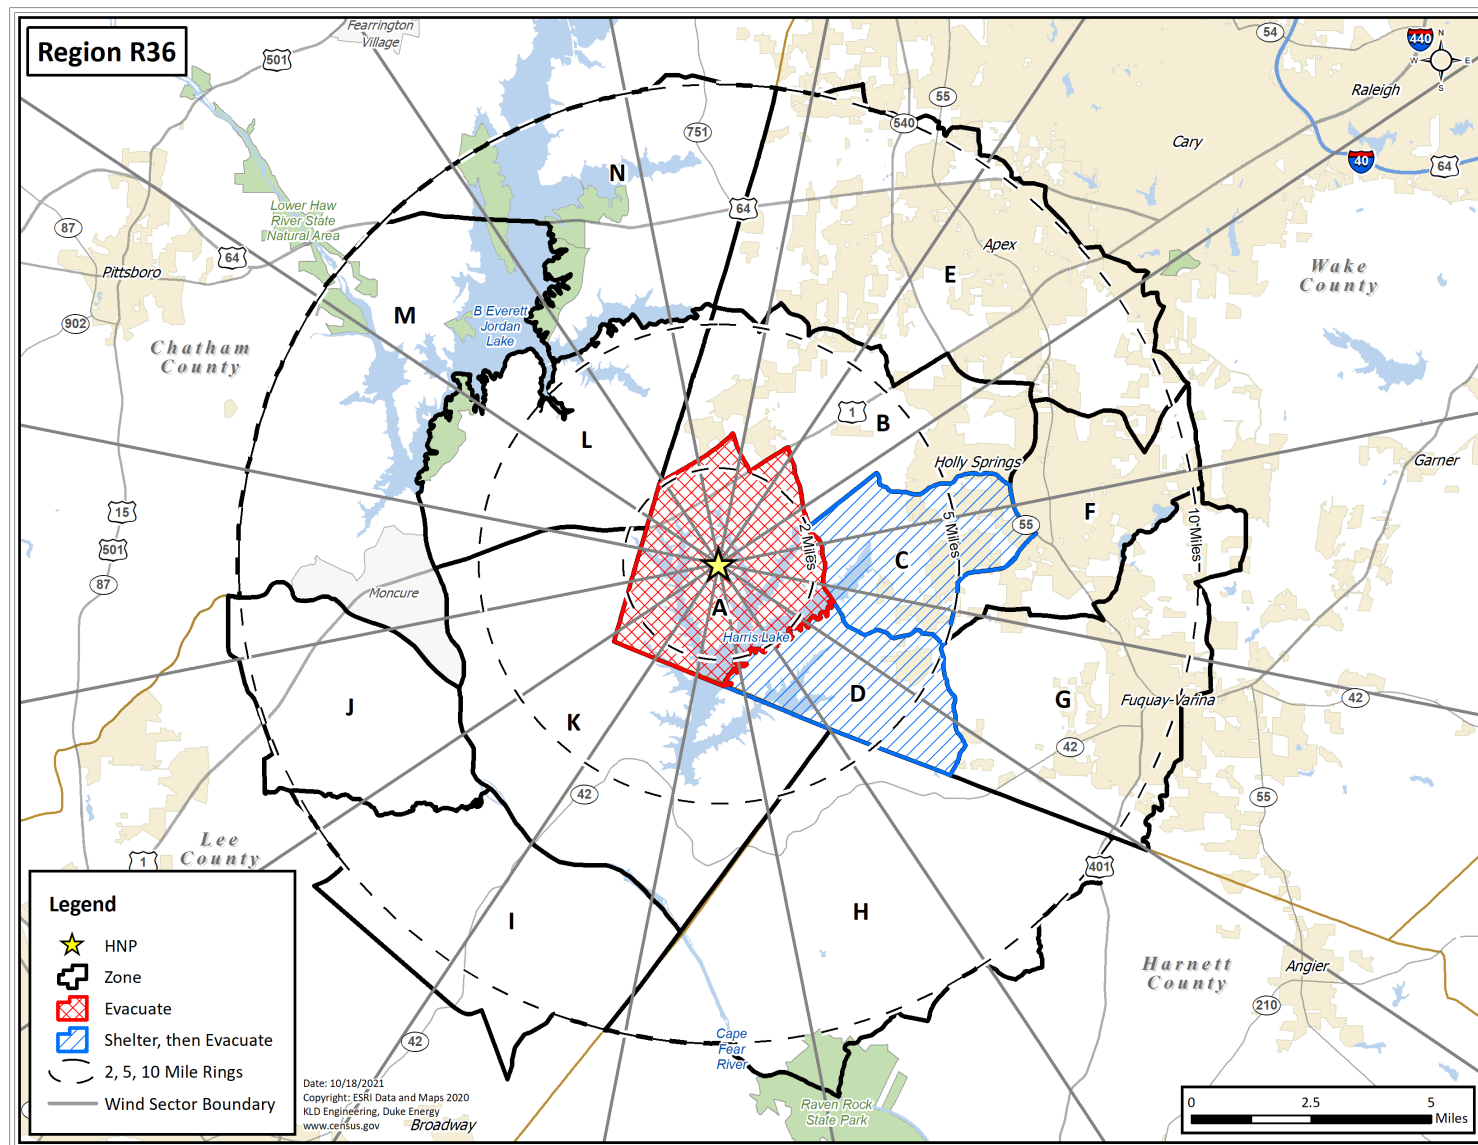 Region R36
Fearrington
Village
501
54
440
N
W
E
S
Raleigh
55
540
751
Cary
40
64
N
Lower Haw
River State
Natural Area
87
64
64
Pittsboro
Apex
E
Wake
County
M
B Everett
Jordan
Lake
902
Chatham
County
1
B
L
Holly Springs
Garner
15
501
87
F
55
5 Miles
2 Miles
10 Miles
C
Moncure
A
Harris Lake
J
K
D
G
Fuquay-Varina
42
42
42
55
Lee
County
1
401
I
H
Harnett
County
Angier
210
42
Cape
Fear
River
Raven Rock
State Park
Broadway
Legend
HNP
Zone
Evacuate
Shelter, then Evacuate
2, 5, 10 Mile Rings
Wind Sector Boundary
Date: 10/18/2021
Copyright: ESRI Data and Maps 2020
KLD Engineering, Duke Energy
www.census.gov
0
2.5
5
Miles